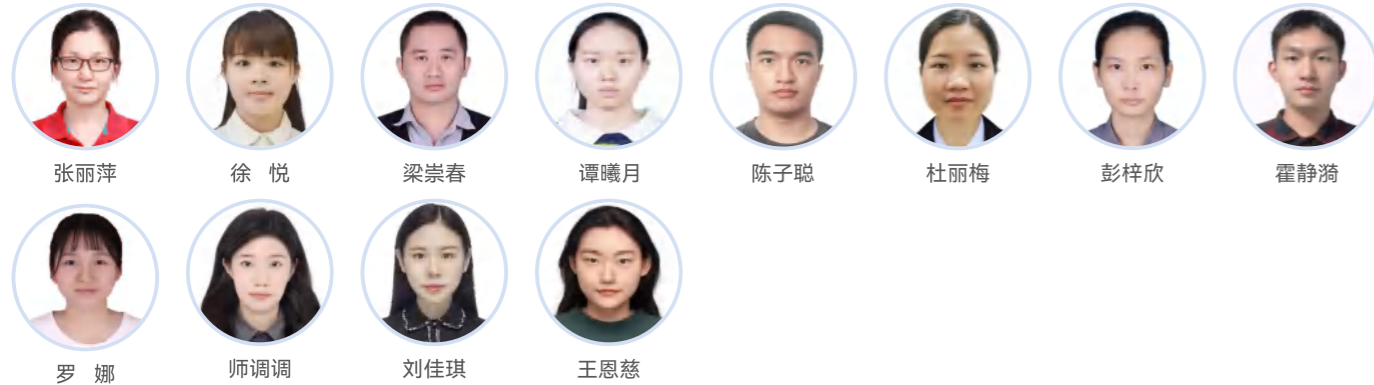 张丽萍 徐 悦 梁崇春 谭曦月 陈子聪 杜丽梅 彭梓欣 霍静漪
罗 娜 师调调 刘佳琪 王恩慈